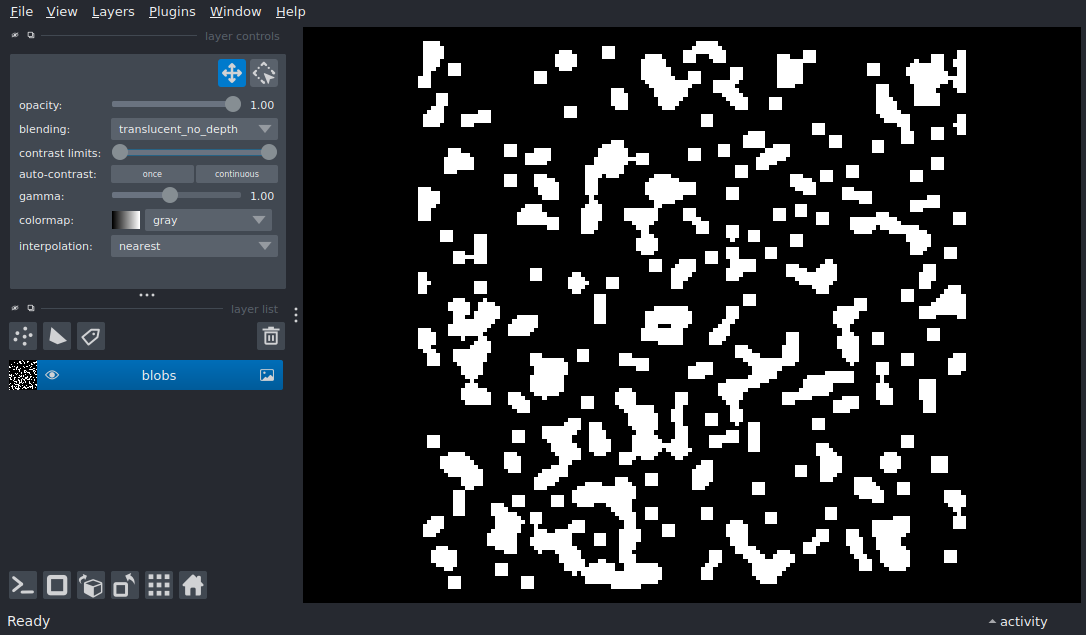 File View Layers Plugins Window Help
layer controls
opacity: 1.00
blending: translucent_no_depth
contrast limits:
auto-contrast: once continuous
gamma: 1.00
colormap: gray
interpolation: nearest
layer list
blobs
Ready
activity